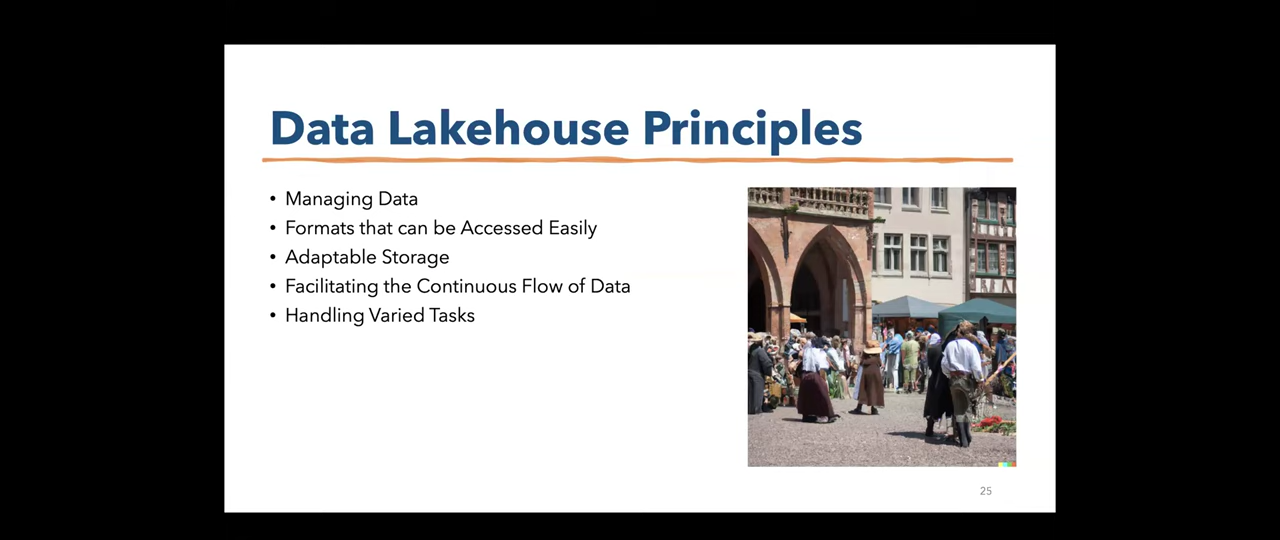 Data Lakehouse Principles
• Managing Data
• Formats that can be Accessed Easily
• Adaptable Storage
• Facilitating the Continuous Flow of Data
• Handling Varied Tasks
25